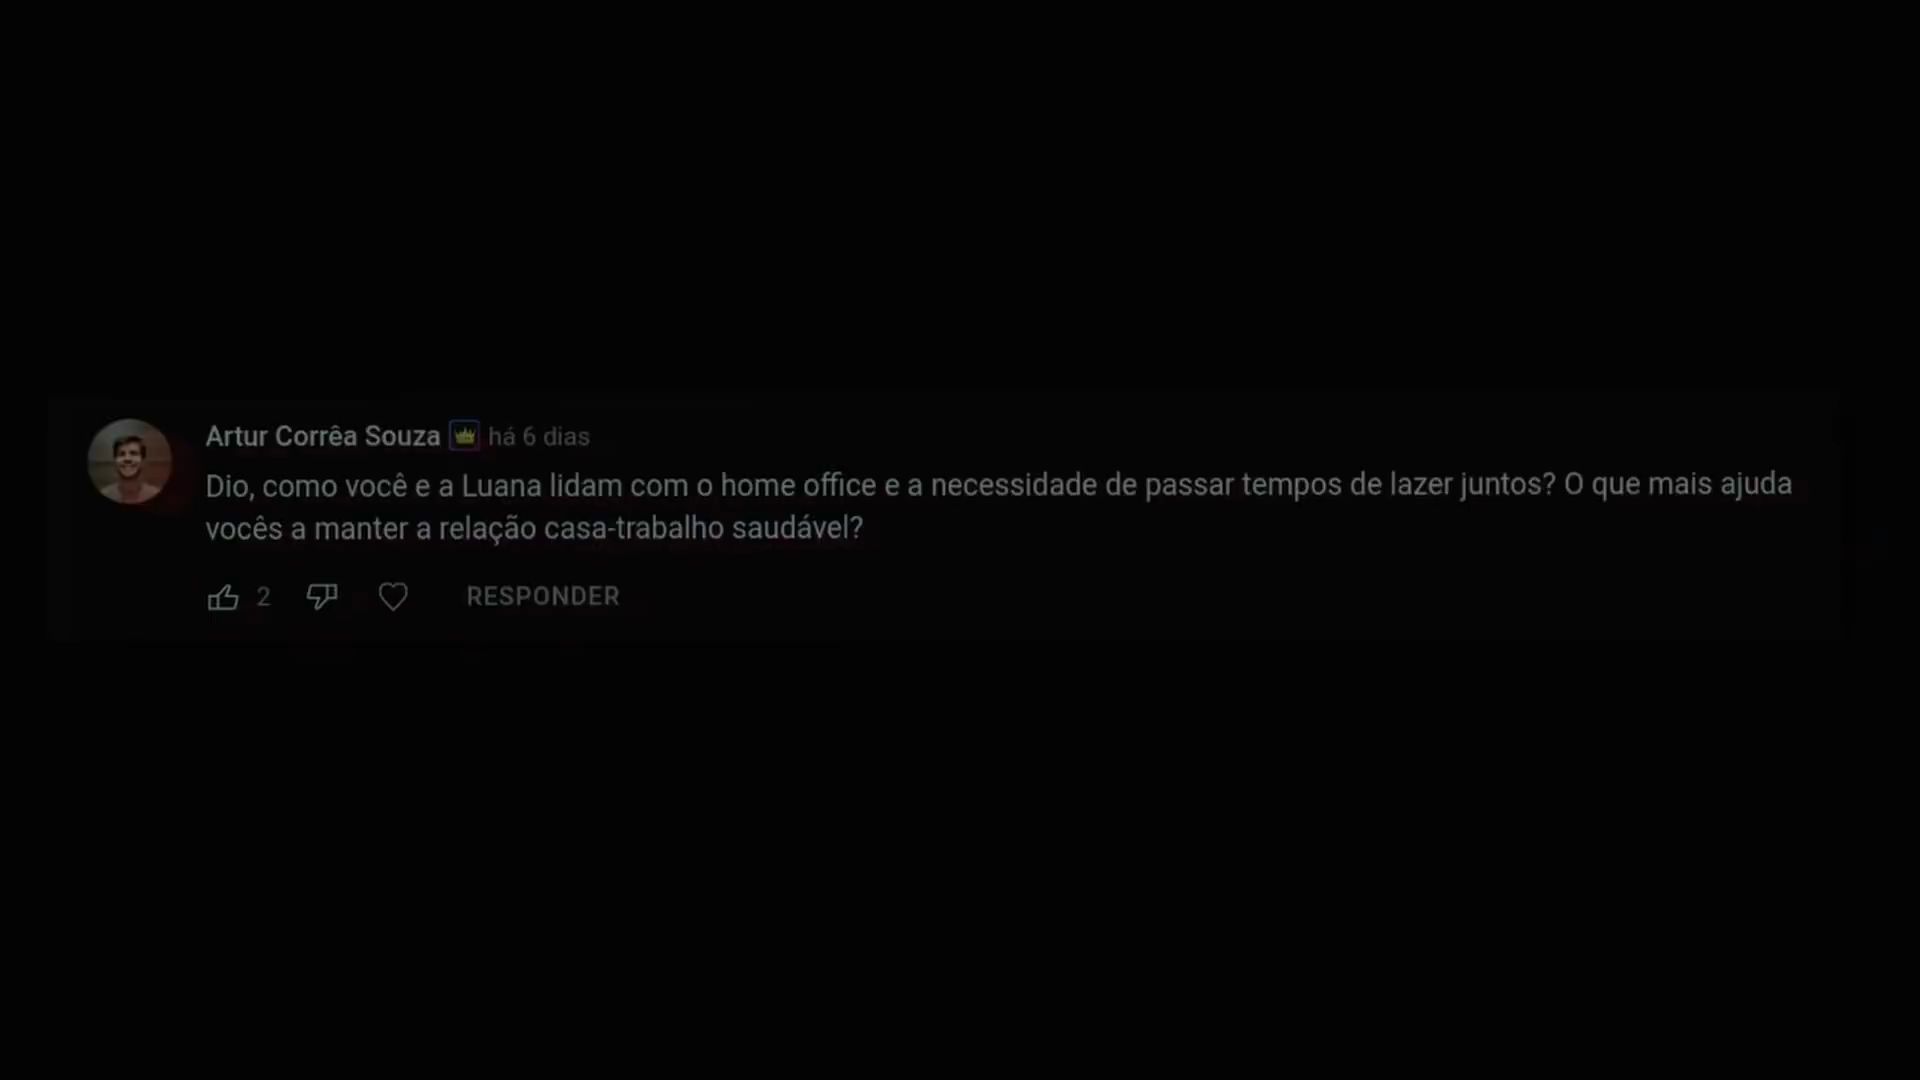 Artur Corrêa Souza há 6 dias
Dio, como você e a Luana lidam com o home office e a necessidade de passar tempos de lazer juntos? O que mais ajuda
vocês a manter a relação casa-trabalho saudável?
2 RESPONDER